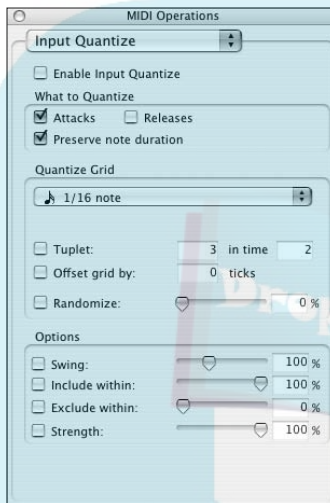 MIDI Operations
Input Quantize
Enable Input Quantize
What to Quantize
Attacks Releases
Preserve note duration
Quantize Grid
1/16 note
Tuplet: 3 in time 2
Offset grid by: 0 ticks
Randomize: 0 %
Options
Swing: 100 %
Include within: 100 %
Exclude within: 0 %
Strength: 100 %